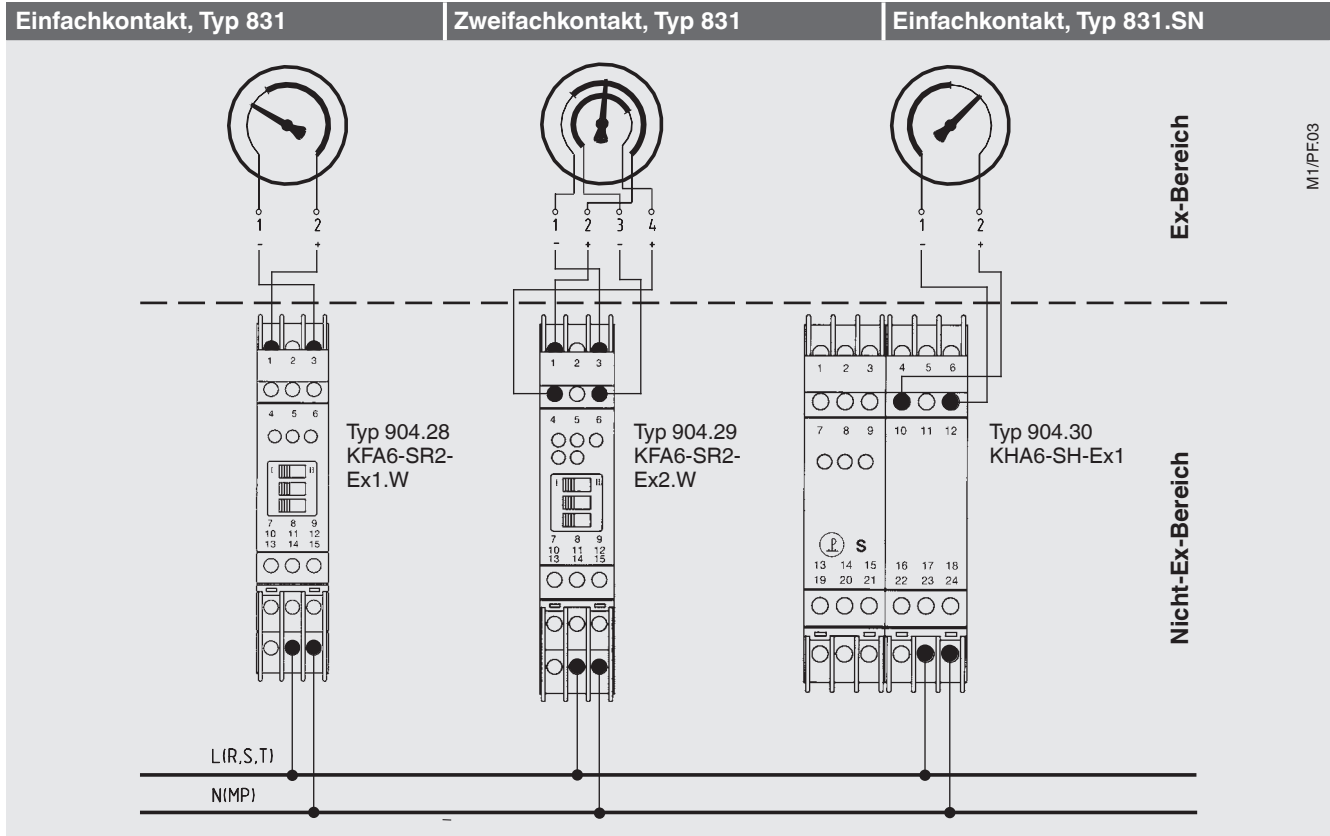 Einfachkontakt, Typ 831
Zweifachkontakt, Typ 831
Einfachkontakt, Typ 831.SN
Ex-Bereich
M1/PF.03
1 2
- +
1 2 3 4
- + - +
1 2
- +
1 2 3
4 5 6
I II
7 8 9
10 11 12
13 14 15
Typ 904.28
KFA6-SR2-
Ex1.W
1 2 3
4 5 6
I II
7 8 9
10 11 12
13 14 15
Typ 904.29
KFA6-SR2-
Ex2.W
1 2 3 4 5 6
7 8 9 10 11 12
S
13 14 15 16 17 18
19 20 21 22 23 24
Typ 904.30
KHA6-SH-Ex1
Nicht-Ex-Bereich
L(R,S,T)
N(MP)